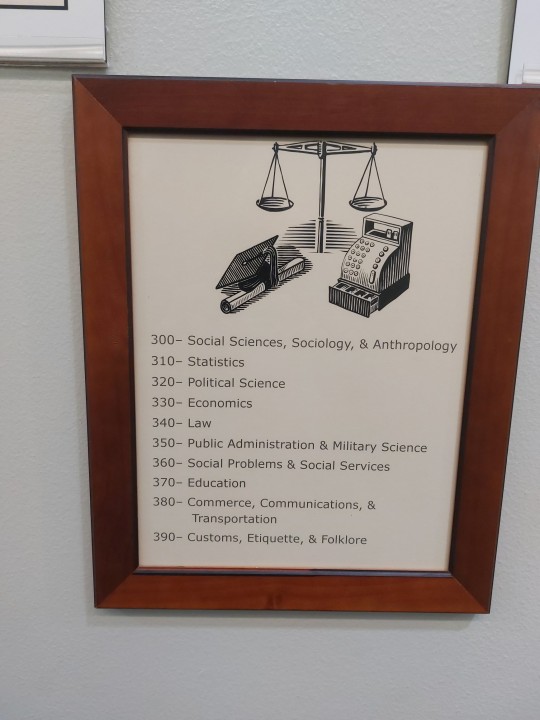 300– Social Sciences, Sociology, & Anthropology
310– Statistics
320– Political Science
330– Economics
340– Law
350– Public Administration & Military Science
360– Social Problems & Social Services
370– Education
380– Commerce, Communications, &
Transportation
390– Customs, Etiquette, & Folklore